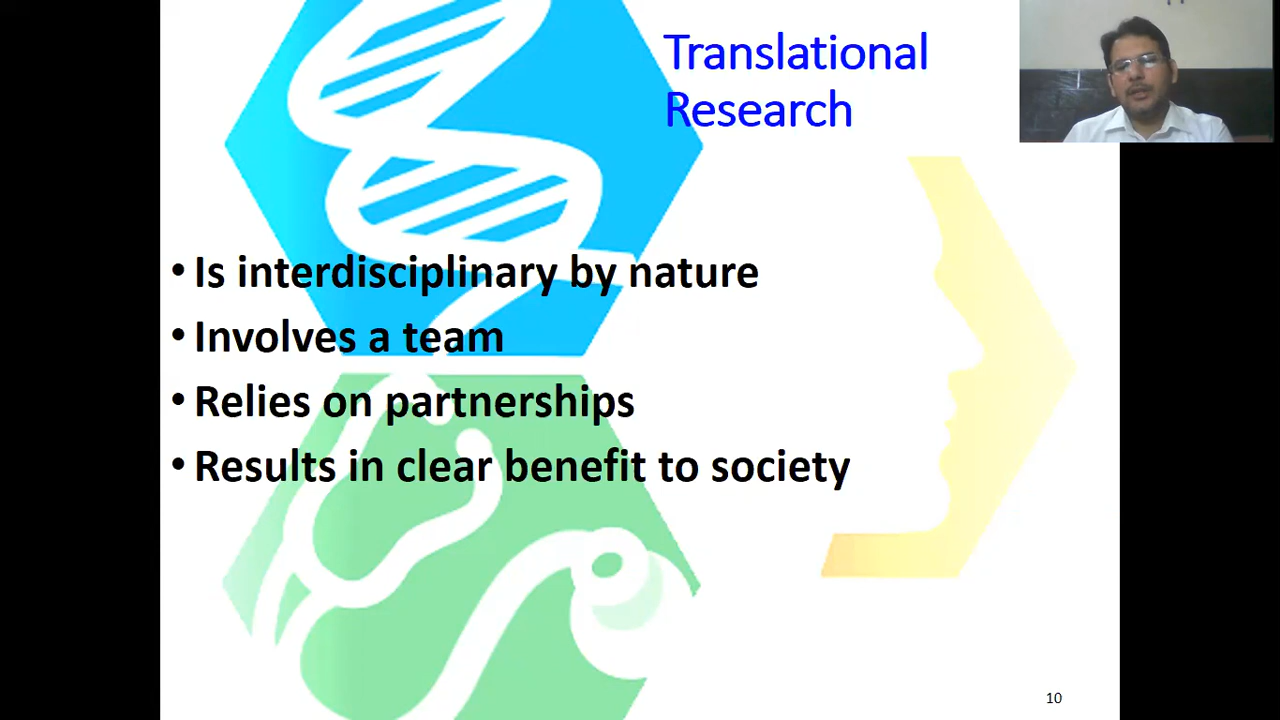 Translational
Research
• Is interdisciplinary by nature
• Involves a team
• Relies on partnerships
• Results in clear benefit to society
10